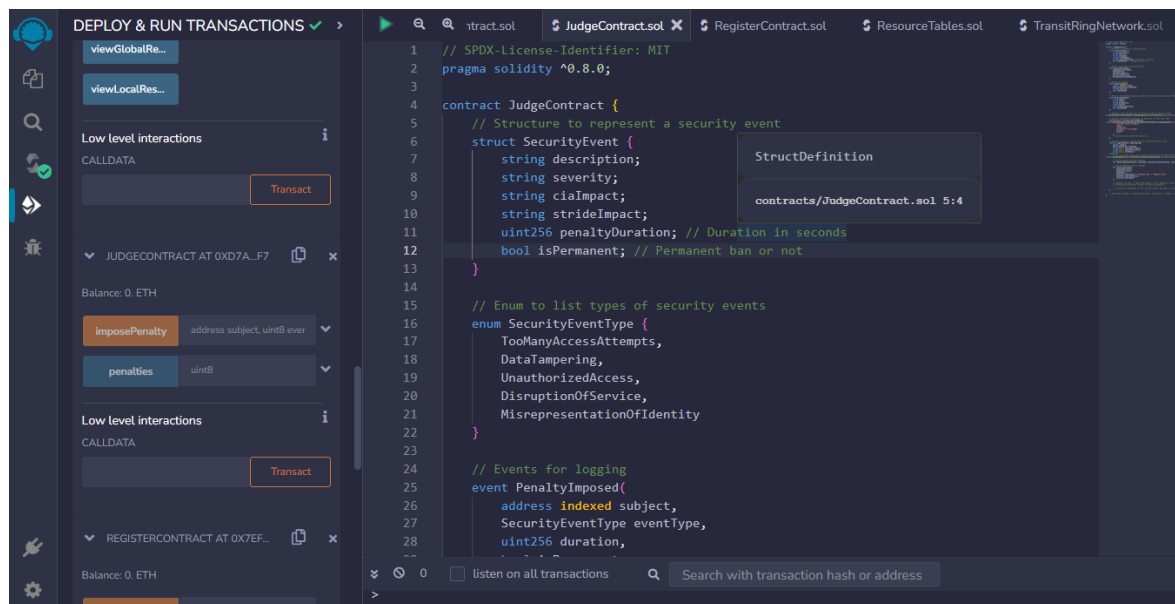 DEPLOY & RUN TRANSACTIONS
viewGlobalRe...
viewLocalRes...
Low level interactions
CALLDATA
Transact
JUDGECONTRACT AT 0XD7A...F7
Balance: 0. ETH
imposePenalty address subject, uint8 ever
penalties uint8
Low level interactions
CALLDATA
Transact
REGISTERCONTRACT AT 0X7EF...
Balance: 0. ETH
ntract.sol JudgeContract.sol RegisterContract.sol ResourceTables.sol TransitRingNetwork.sol
1 // SPDX-License-Identifier: MIT
2 pragma solidity ^0.8.0;
3
4 contract JudgeContract {
5 // Structure to represent a security event
6 struct SecurityEvent {
7 string description;
8 string severity;
9 string ciaImpact;
10 string strideImpact;
11 uint256 penaltyDuration; // Duration in seconds
12 bool isPermanent; // Permanent ban or not
13 }
14
15 // Enum to list types of security events
16 enum SecurityEventType {
17 TooManyAccessAttempts,
18 DataTampering,
19 UnauthorizedAccess,
20 DisruptionOfService,
21 MisrepresentationOfIdentity
22 }
23
24 // Events for logging
25 event PenaltyImposed(
26 address indexed subject,
27 SecurityEventType eventType,
28 uint256 duration,
StructDefinition
contracts/JudgeContract.sol 5:4
0 listen on all transactions Search with transaction hash or address
>